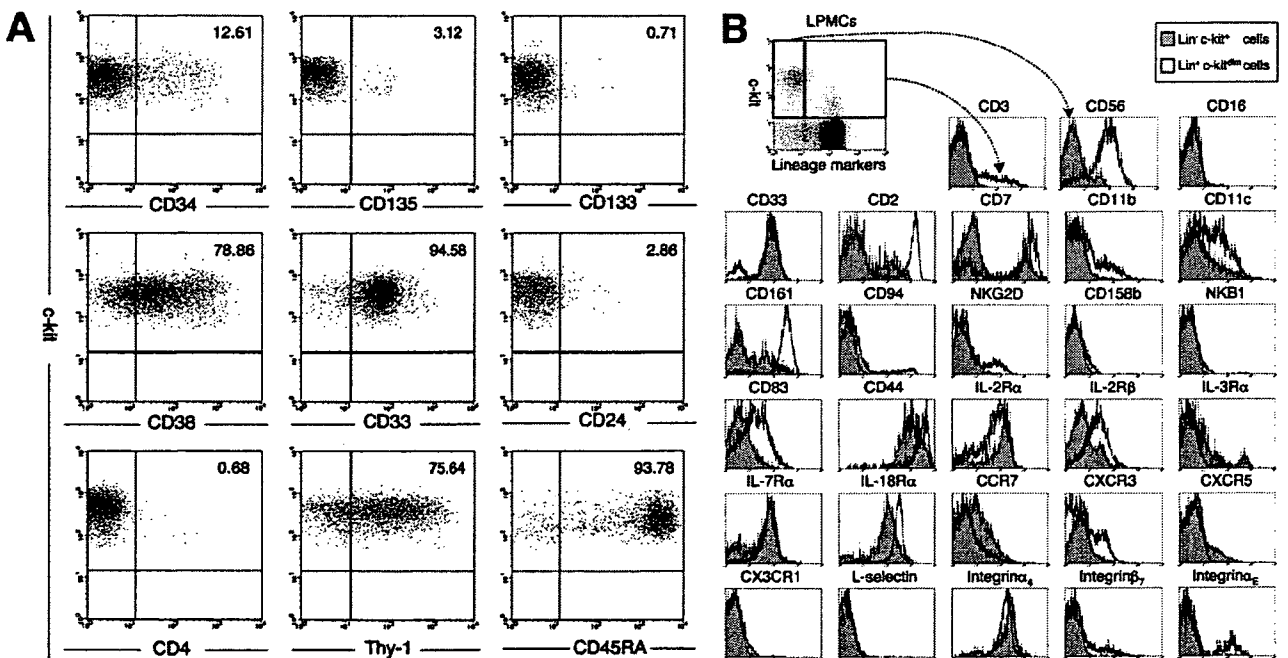 A
12.61
3.12
0.71
CD34
CD135
CD133
78.86
94.58
2.86
c-kit
CD38
CD33
CD24
0.68
75.64
93.78
CD4
Thy-1
CD45RA
B
LPMCs
c-kit
Lineage markers
Lin⁻ c-kit⁺ cells
Lin⁺ c-kitdim cells
CD3 CD56 CD16
CD33 CD2 CD7 CD11b CD11c
CD161 CD94 NKG2D CD158b NKB1
CD83 CD44 IL-2Rα IL-2Rβ IL-3Rα
IL-7Rα IL-18Rα CCR7 CXCR3 CXCR5
CX3CR1 L-selectin Integrinα4 Integrinβ7 IntegrinαE